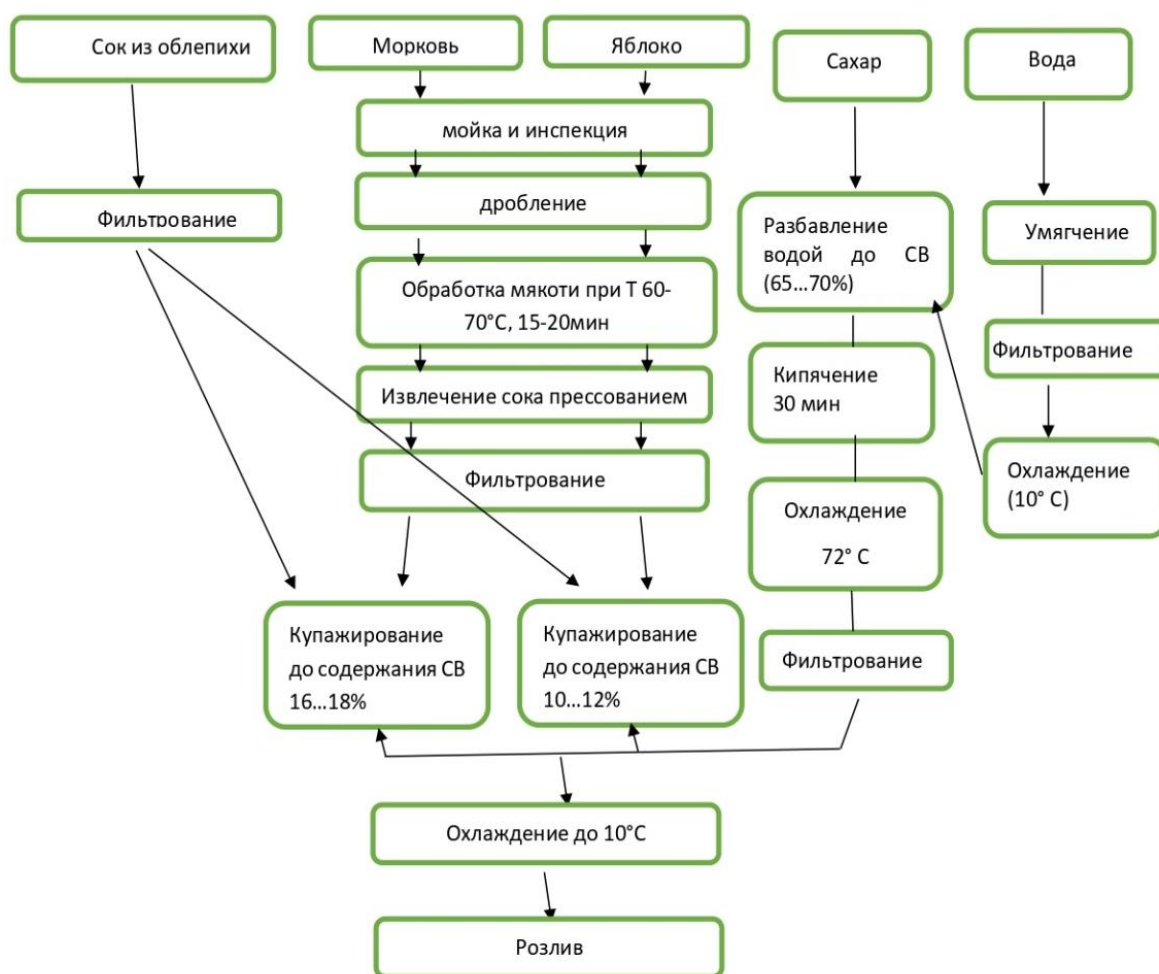 Сок из облепихи
Морковь
Яблоко
Сахар
Вода
мойка и инспекция
дробление
Фильтрование
Разбавление
водой до СВ
(65...70%)
Умягчение
Обработка мякоти при Т 60-
70°С, 15-20мин
Фильтрование
Извлечение сока прессованием
Кипячение
30 мин
Фильтрование
Охлаждение
(10° С)
Охлаждение
72° С
Купажирование
до содержания СВ
16...18%
Купажирование
до содержания СВ
10...12%
Фильтрование
Охлаждение до 10°С
Розлив